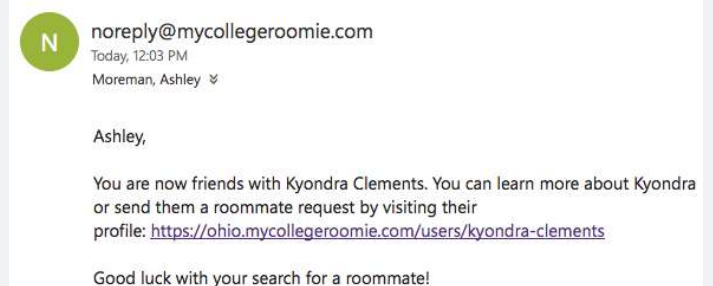 N
noreply@mycollegeroomie.com
Today, 12:03 PM
Moreman, Ashley
Ashley,
You are now friends with Kyondra Clements. You can learn more about Kyondra
or send them a roommate request by visiting their
profile: https://ohio.mycollegeroomie.com/users/kyondra-clements
Good luck with your search for a roommate!